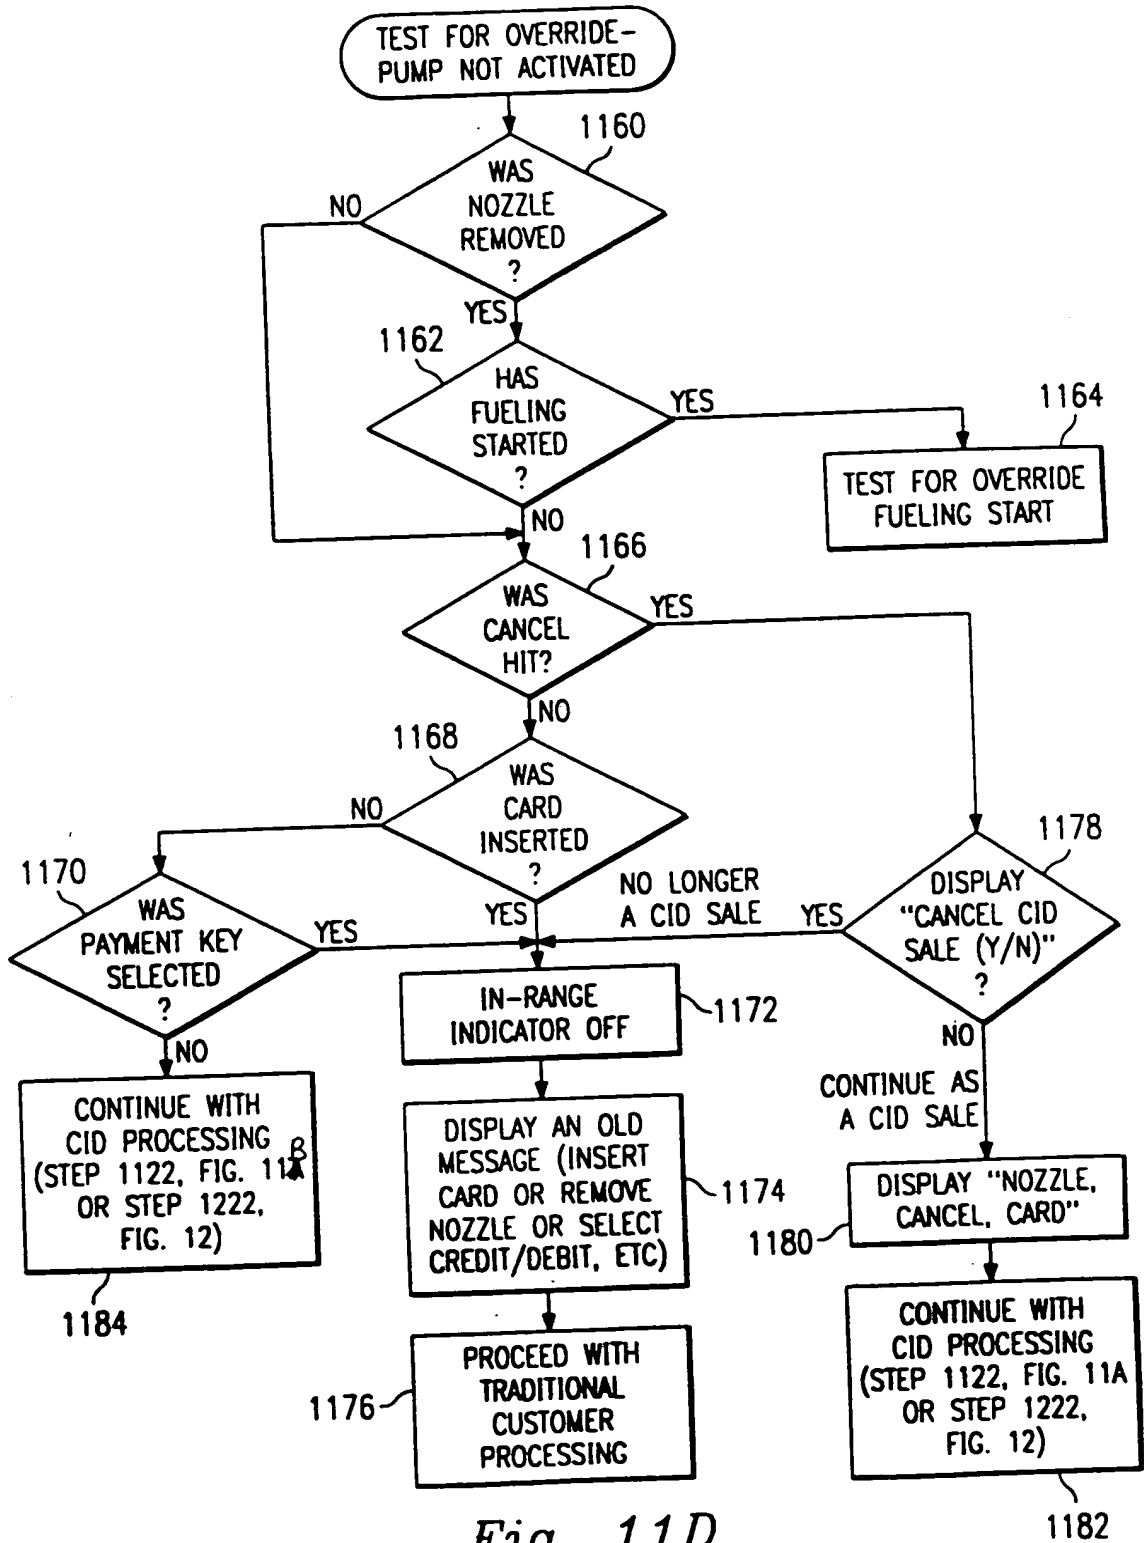 TEST FOR OVERRIDE-
PUMP NOT ACTIVATED
1160
WAS
NOZZLE
REMOVED
?
NO
YES
1162
HAS
FUELING
STARTED
?
YES
1164
TEST FOR OVERRIDE
FUELING START
NO
1166
WAS
CANCEL
HIT?
YES
NO
1168
WAS
CARD
INSERTED
?
NO
YES
1170
WAS
PAYMENT KEY
SELECTED
?
YES
NO
NO LONGER
A CID SALE
1178
DISPLAY
"CANCEL CID
SALE (Y/N)"
?
YES
NO
CONTINUE AS
A CID SALE
IN-RANGE
INDICATOR OFF
1172
CONTINUE WITH
CID PROCESSING
(STEP 1122, FIG. 11B
OR STEP 1222,
FIG. 12)
1184
DISPLAY AN OLD
MESSAGE (INSERT
CARD OR REMOVE
NOZZLE OR SELECT
CREDIT/DEBIT, ETC)
1174
DISPLAY "NOZZLE,
CANCEL, CARD"
1180
PROCEED WITH
TRADITIONAL
CUSTOMER
PROCESSING
1176
CONTINUE WITH
CID PROCESSING
(STEP 1122, FIG. 11A
OR STEP 1222,
FIG. 12)
1182
Fig. 11D